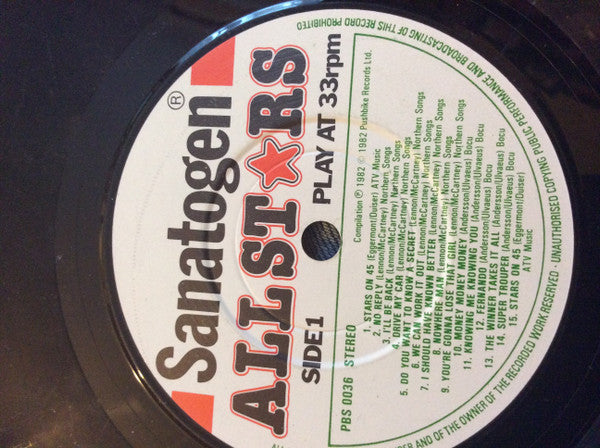 Sanatogen®
ALL ST★RS
SIDE 1 PLAY AT 33rpm
Compilation ℗ 1982 © 1982 Pushbike Records Ltd.
PBS 0036 STEREO
1. STARS ON 45 (Eggermont/Duiser) ATV Music
2. NO REPLY (Lennon/McCartney) Northern Songs
3. I'LL BE BACK (Lennon/McCartney) Northern Songs
4. DRIVE MY CAR (Lennon/McCartney) Northern Songs
5. DO YOU WANT TO KNOW A SECRET (Lennon/McCartney) Northern Songs
6. WE CAN WORK IT OUT (Lennon/McCartney) Northern Songs
7. I SHOULD HAVE KNOWN BETTER (Lennon/McCartney) Northern Songs
8. NOWHERE MAN (Lennon/McCartney) Northern Songs
9. YOU'RE GONNA LOSE THAT GIRL (Lennon/McCartney) Northern Songs
10. MONEY MONEY MONEY (Andersson/Ulvaeus) Bocu
11. KNOWING ME KNOWING YOU (Andersson/Ulvaeus) Bocu
12. FERNANDO (Andersson/Ulvaeus) Bocu
13. THE WINNER TAKES IT ALL (Andersson/Ulvaeus) Bocu
14. SUPER TROUPER (Andersson/Ulvaeus) Bocu
15. STARS ON 45 (Eggermont/Duiser)
ATV Music
ER AND OF THE OWNER OF THE RECORDED WORK RESERVED - UNAUTHORISED COPYING PUBLIC PERFORMANCE AND BROADCASTING OF THIS RECORD PROHIBITED